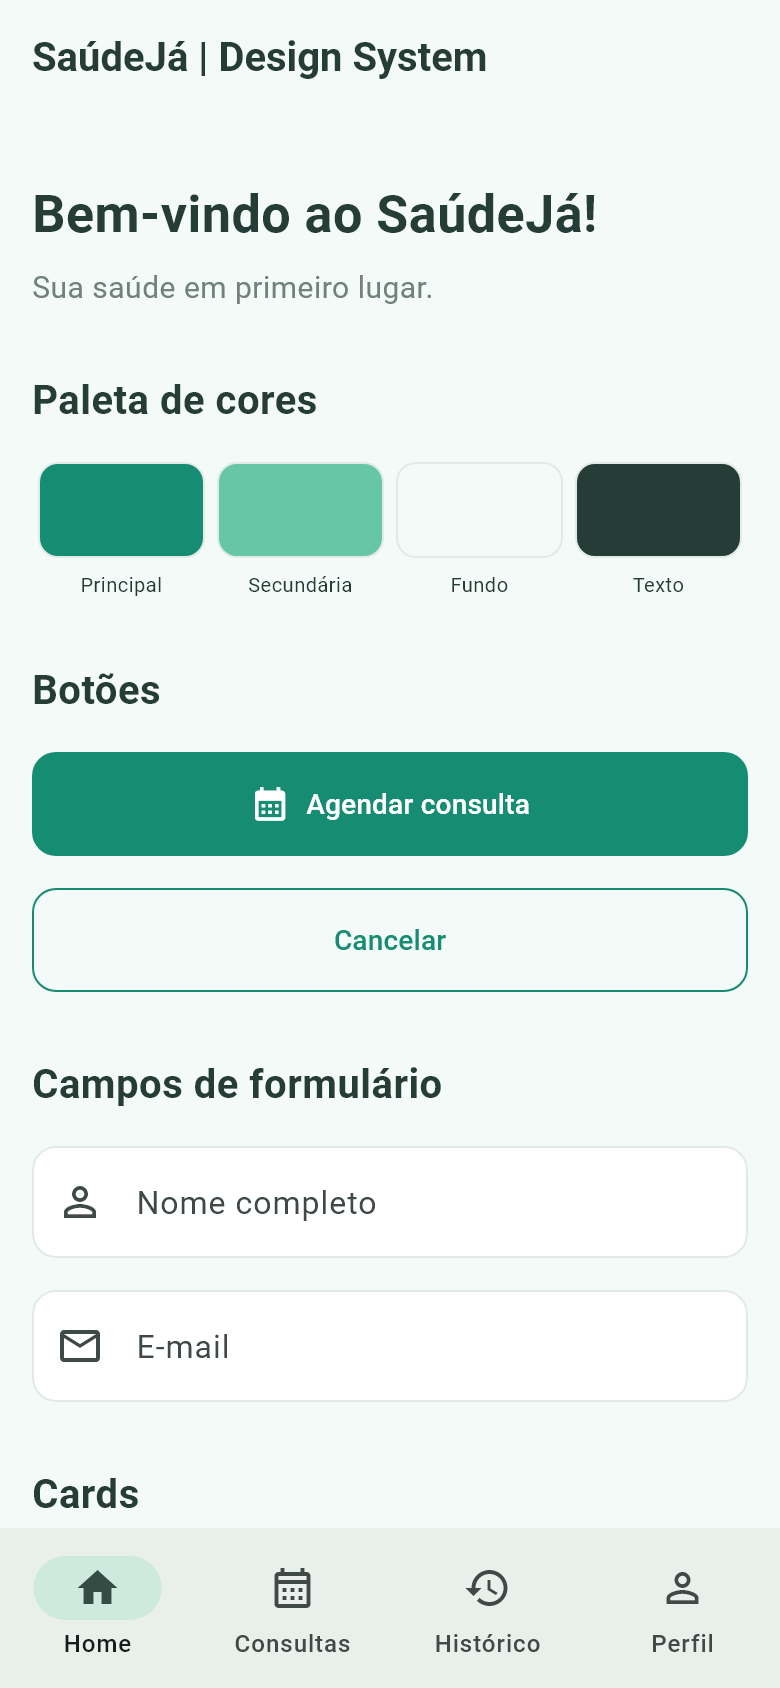 SaúdeJá | Design System
Bem-vindo ao SaúdeJá!
Sua saúde em primeiro lugar.
Paleta de cores
Principal Secundária Fundo Texto
Botões
Agendar consulta
Cancelar
Campos de formulário
Nome completo
E-mail
Cards
Home Consultas Histórico Perfil